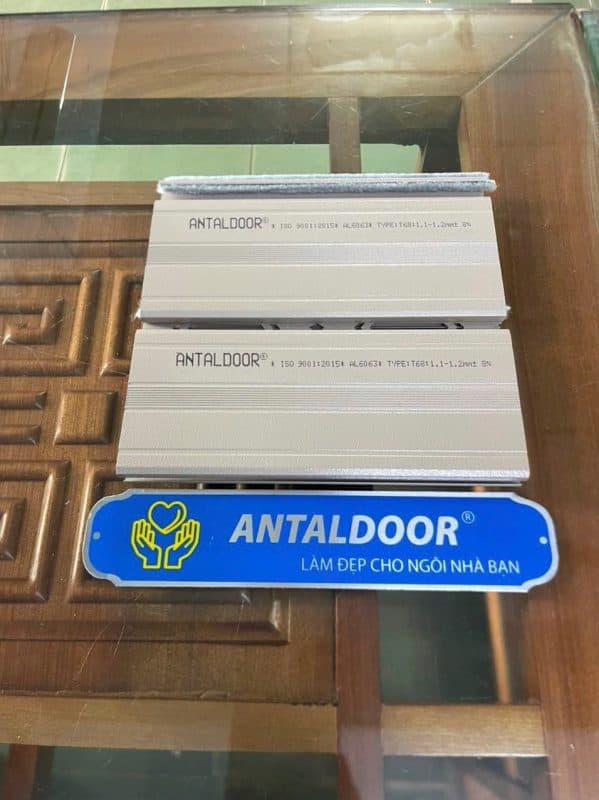 ANTALDOOR® * ISO 9001:2015* AL6063* TYPE:T68:1.1-1.2mm± 8%
ANTALDOOR® * ISO 9001:2015* AL6063* TYPE:T68:1.1-1.2mm± 8%
ANTALDOOR®
LÀM ĐẸP CHO NGÔI NHÀ BẠN